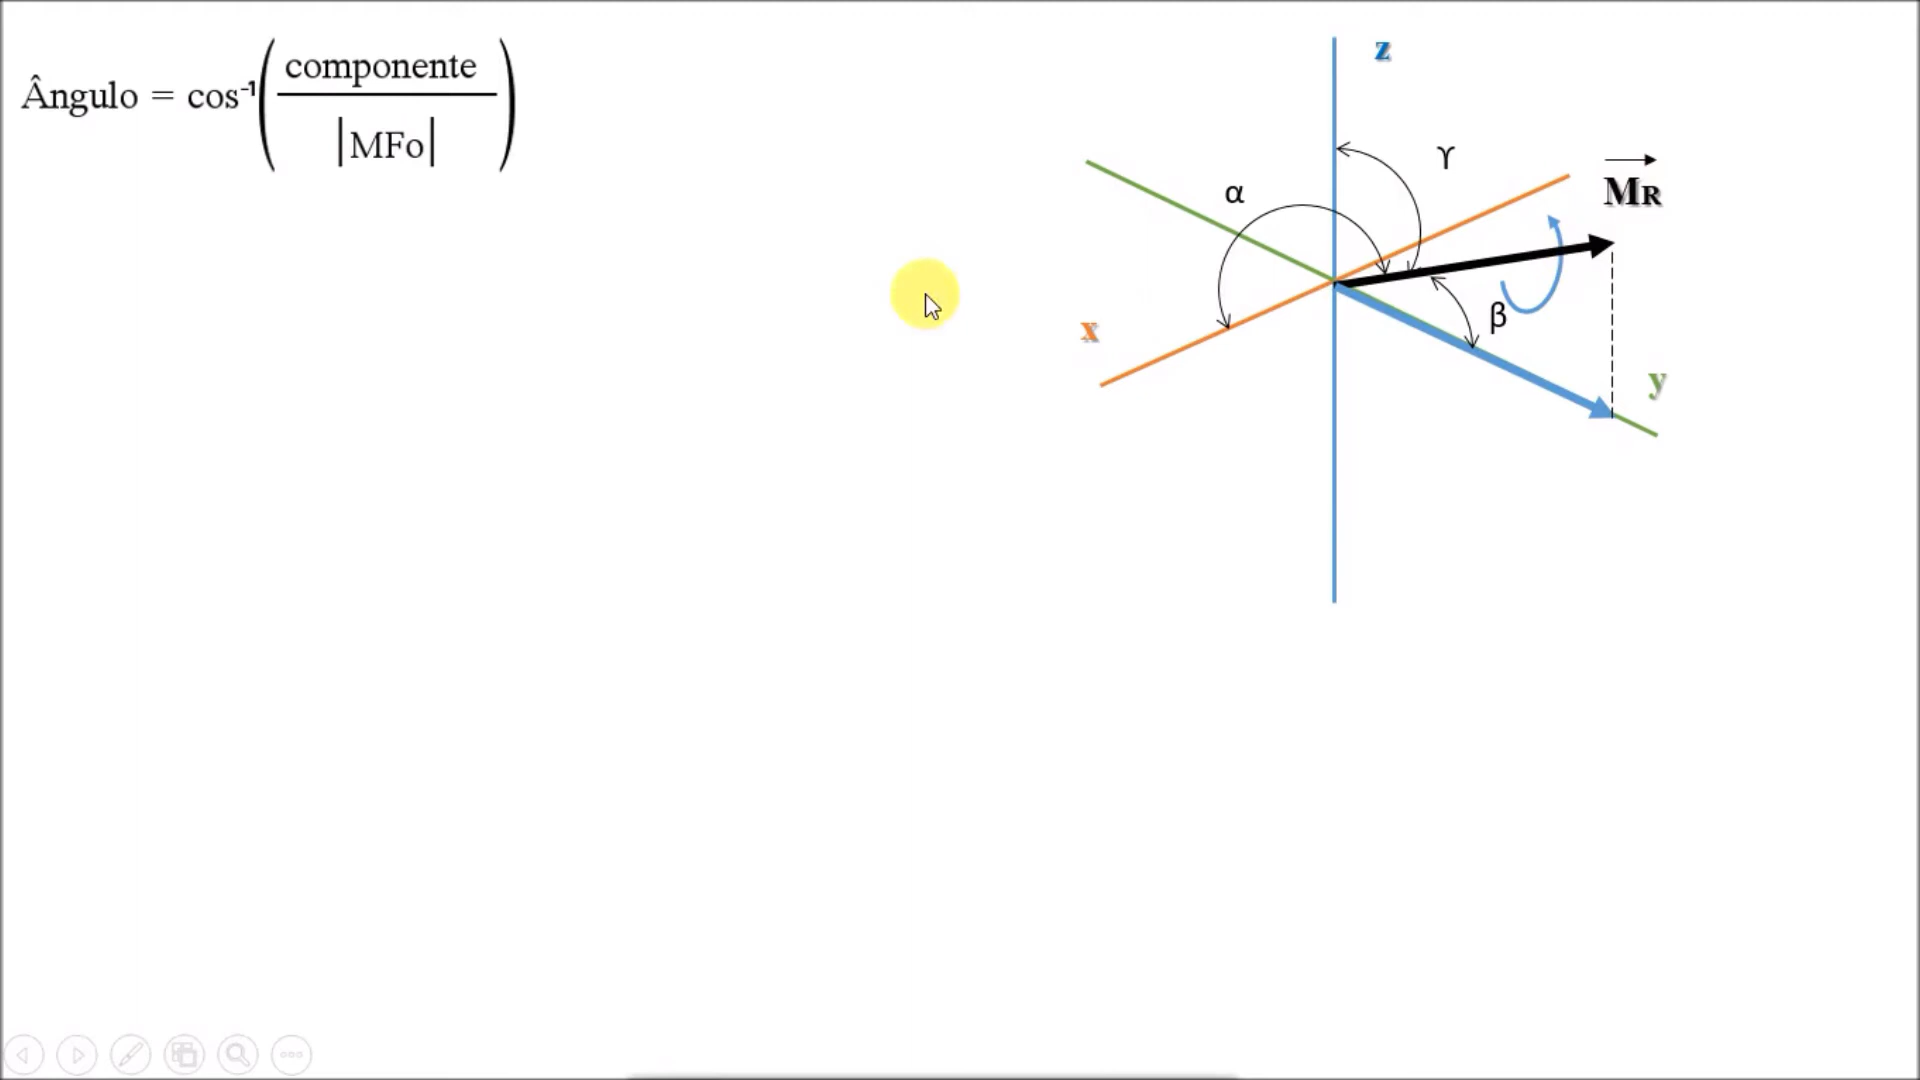 Ângulo = cos⁻¹(componente / |MFo|)
z
α
ϒ
MR
x
β
y